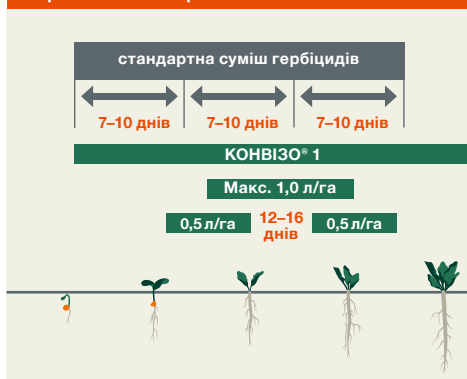 стандартна суміш гербіцидів
7–10 днів 7–10 днів 7–10 днів
КОНВІЗО® 1
Макс. 1,0 л/га
0,5 л/га 12–16 днів 0,5 л/га